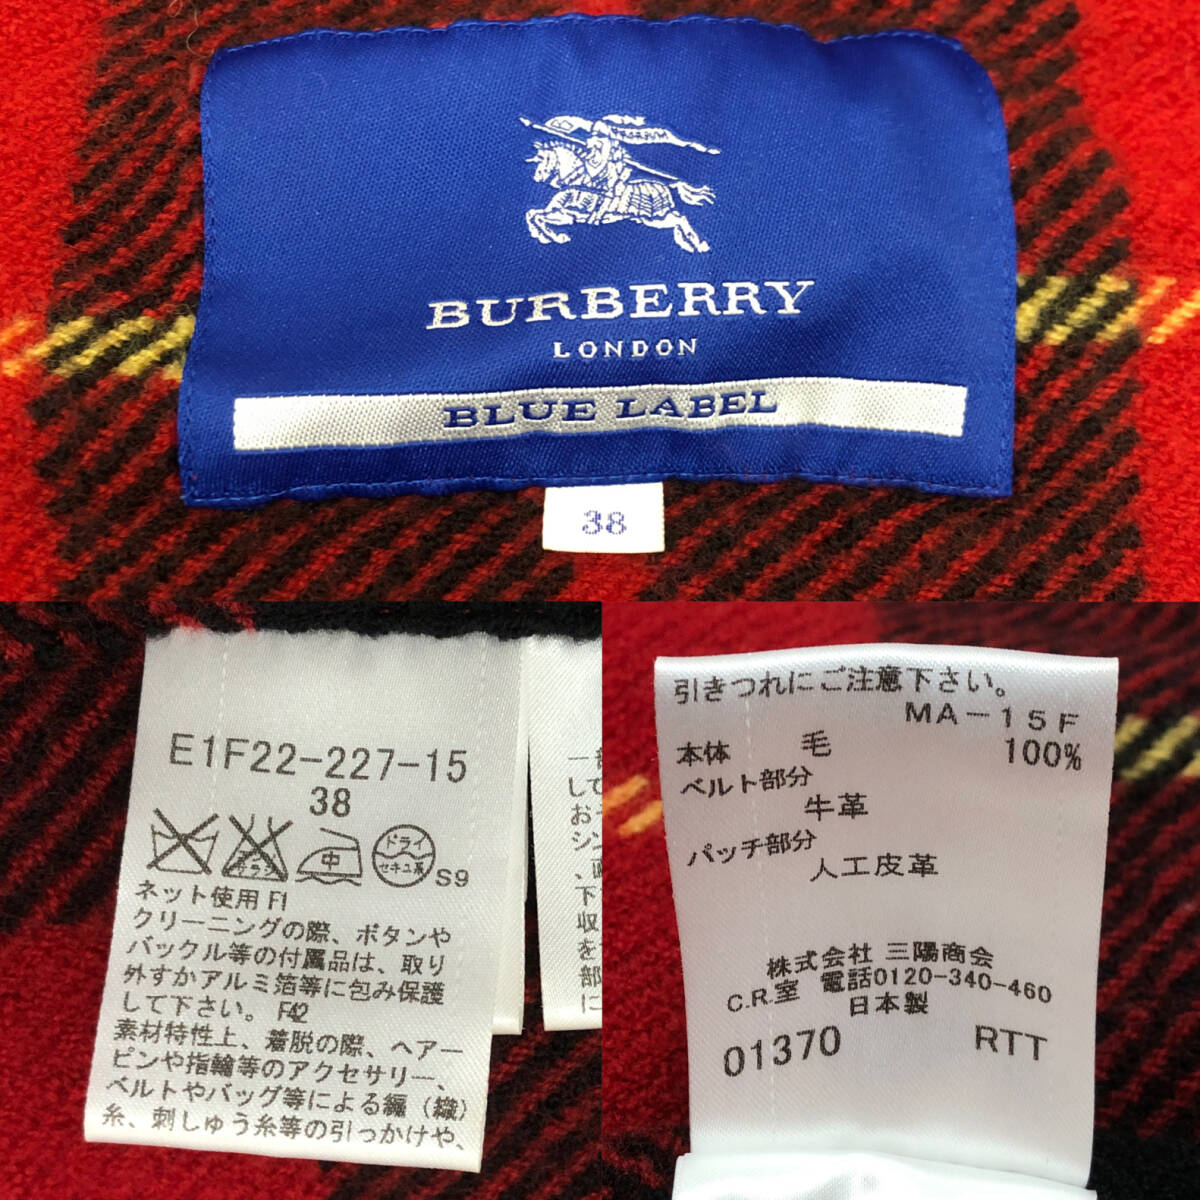 BURBERRY
LONDON
BLUE LABEL
38
E1F22-227-15
38
中
ドライ
セキユ系
S9
ネット使用 F1
クリーニングの際、ボタンや
バックル等の付属品は、取り
外すかアルミ箔等に包み保護
して下さい。 F42
素材特性上、着脱の際、ヘアー
ピンや指輪等のアクセサリー、
ベルトやバッグ等による編（織）
糸、刺しゅう糸等の引っかけや、
引きつれにご注意下さい。
MA-15F
本体 毛 100%
ベルト部分
牛革
パッチ部分
人工皮革
株式会社 三陽商会
C.R.室 電話0120-340-460
日本製
01370 RTT